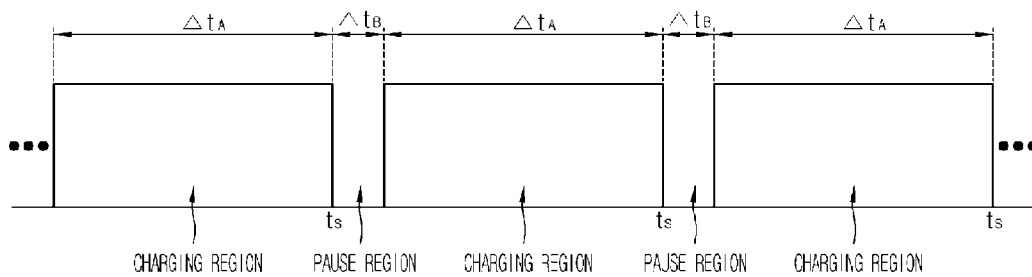 △tA △tB △tA △tB △tA
ts ts ts
CHARGING REGION PAUSE REGION CHARGING REGION PAUSE REGION CHARGING REGION